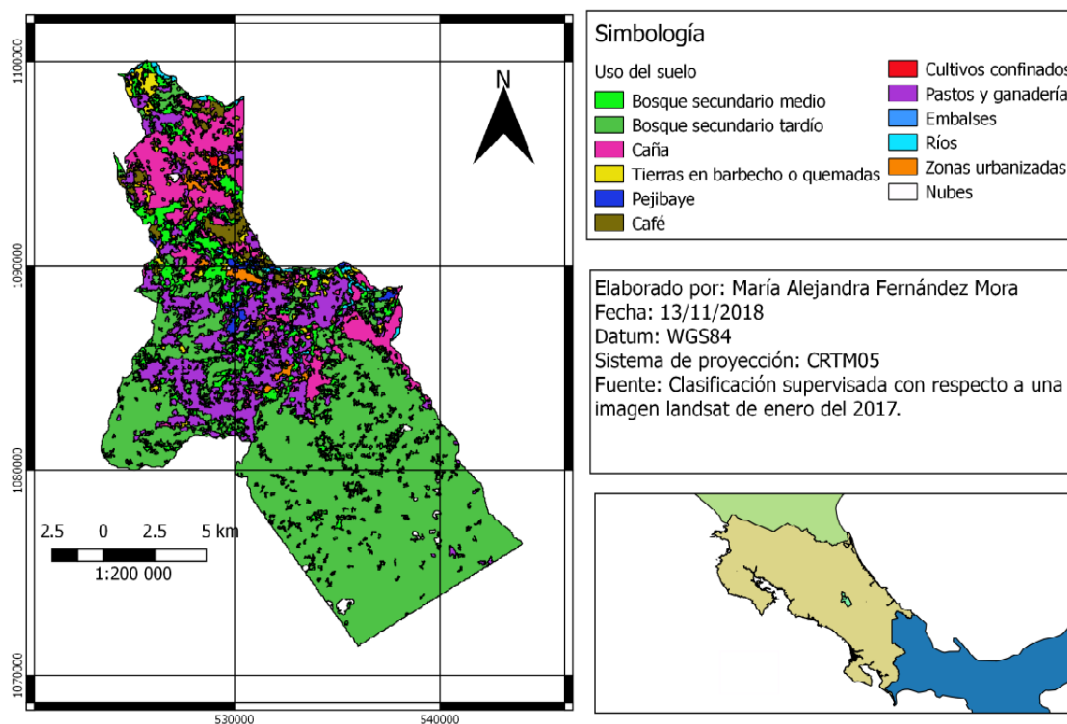 Simbología
Uso del suelo
Bosque secundario medio
Bosque secundario tardío
Caña
Tierras en barbecho o quemadas
Pejibaye
Café
Cultivos confinados
Pastos y ganadería
Embalses
Ríos
Zonas urbanizadas
Nubes
N
1100000
1090000
1080000
1070000
2.5 0 2.5 5 km
1:200 000
530000 540000
Elaborado por: María Alejandra Fernández Mora
Fecha: 13/11/2018
Datum: WGS84
Sistema de proyección: CRTM05
Fuente: Clasificación supervisada con respecto a una
imagen landsat de enero del 2017.